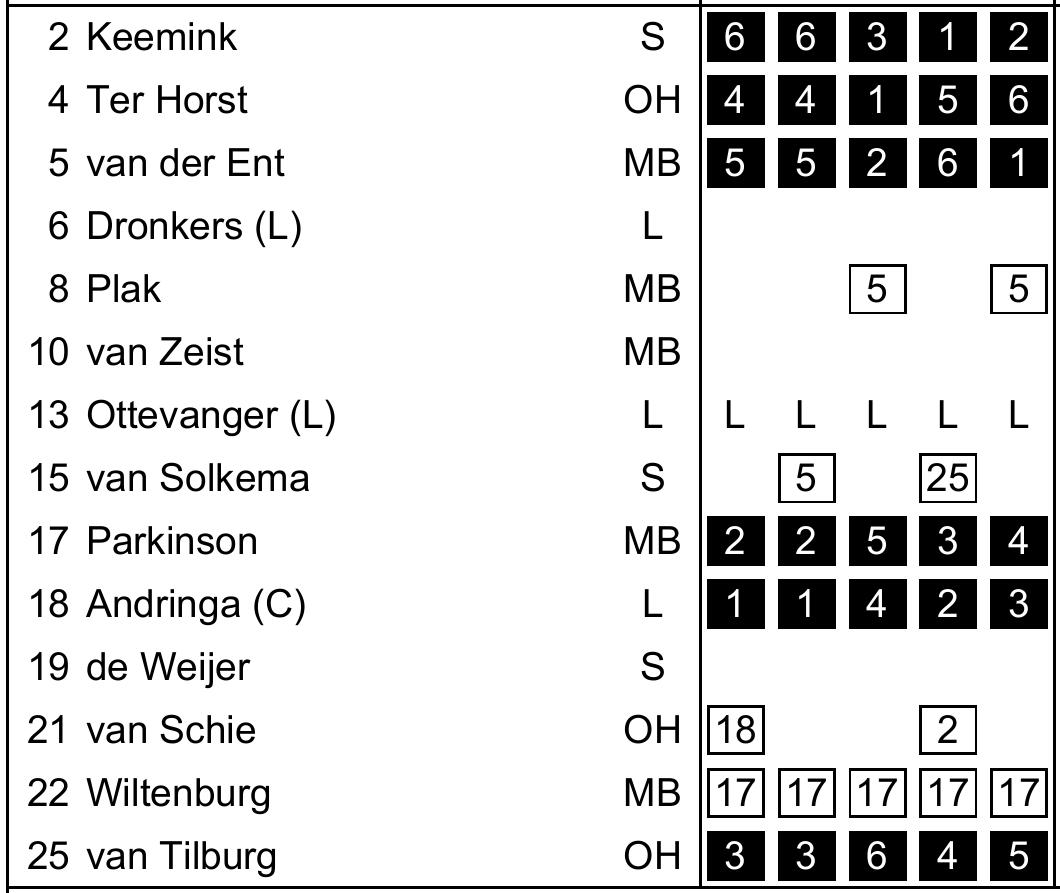 2 Keemink S 6 6 3 1 2
4 Ter Horst OH 4 4 1 5 6
5 van der Ent MB 5 5 2 6 1
6 Dronkers (L) L
8 Plak MB 5 5
10 van Zeist MB
13 Ottevanger (L) L L L L L L
15 van Solkema S 5 25
17 Parkinson MB 2 2 5 3 4
18 Andringa (C) L 1 1 4 2 3
19 de Weijer S
21 van Schie OH 18 2
22 Wiltenburg MB 17 17 17 17 17
25 van Tilburg OH 3 3 6 4 5